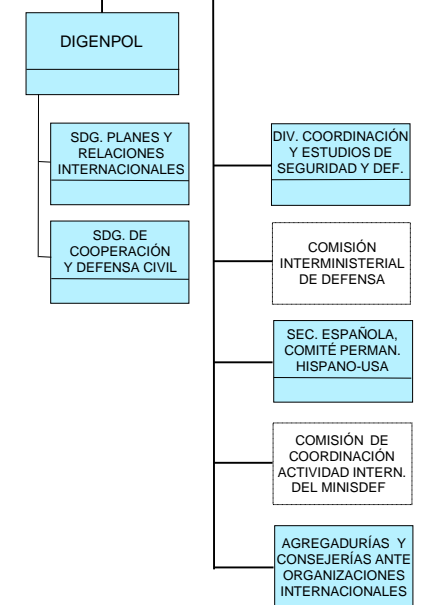 DIGENPOL
SDG. PLANES Y
RELACIONES
INTERNACIONALES
SDG. DE
COOPERACIÓN
Y DEFENSA CIVIL
DIV. COORDINACIÓN
Y ESTUDIOS DE
SEGURIDAD Y DEF.
COMISIÓN
INTERMINISTERIAL
DE DEFENSA
SEC. ESPAÑOLA,
COMITÉ PERMAN.
HISPANO-USA
COMISIÓN DE
COORDINACIÓN
ACTIVIDAD INTERN.
DEL MINISDEF
AGREGADURÍAS Y
CONSEJERÍAS ANTE
ORGANIZACIONES
INTERNACIONALES